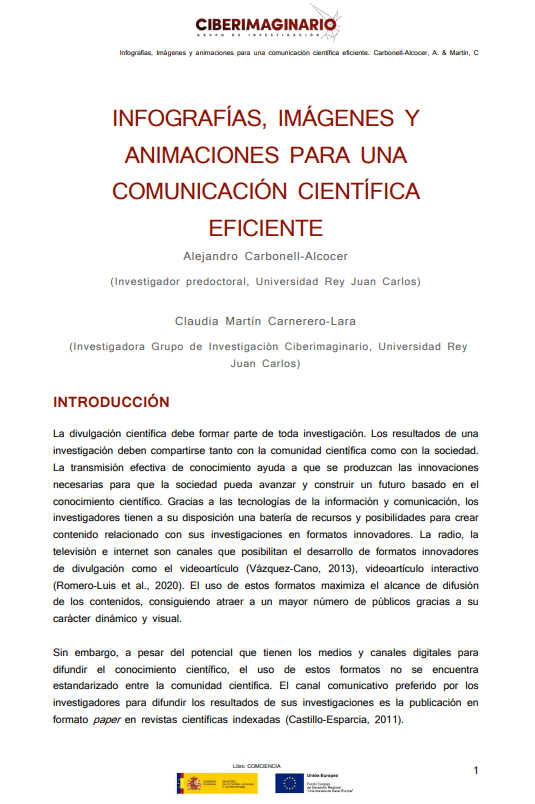 CIBERIMAGINARIO
GRUPO DE INVESTIGACIÓN
Infografías, Imágenes y animaciones para una comunicación científica eficiente. Carbonell-Alcocer, A. & Martín, C
INFOGRAFÍAS, IMÁGENES Y
ANIMACIONES PARA UNA
COMUNICACIÓN CIENTÍFICA
EFICIENTE
Alejandro Carbonell-Alcocer
(Investigador predoctoral, Universidad Rey Juan Carlos)
Claudia Martín Carnerero-Lara
(Investigadora Grupo de Investigación Ciberimaginario, Universidad Rey
Juan Carlos)
INTRODUCCIÓN
La divulgación científica debe formar parte de toda investigación. Los resultados de una
investigación deben compartirse tanto con la comunidad científica como con la sociedad.
La transmisión efectiva de conocimiento ayuda a que se produzcan las innovaciones
necesarias para que la sociedad pueda avanzar y construir un futuro basado en el
conocimiento científico. Gracias a las tecnologías de la información y comunicación, los
investigadores tienen a su disposición una batería de recursos y posibilidades para crear
contenido relacionado con sus investigaciones en formatos innovadores. La radio, la
televisión e internet son canales que posibilitan el desarrollo de formatos innovadores
de divulgación como el videoartículo (Vázquez-Cano, 2013), videoartículo interactivo
(Romero-Luis et al., 2020). El uso de estos formatos maximiza el alcance de difusión
de los contenidos, consiguiendo atraer a un mayor número de públicos gracias a su
carácter dinámico y visual.
Sin embargo, a pesar del potencial que tienen los medios y canales digitales para
difundir el conocimiento científico, el uso de estos formatos no se encuentra
estandarizado entre la comunidad científica. El canal comunicativo preferido por los
investigadores para difundir los resultados de sus investigaciones es la publicación en
formato paper en revistas científicas indexadas (Castillo-Esparcia, 2011).
Libro COMCIENCIA
1
Unión Europea
Fondo Europeo
de Desarrollo Regional
"Una manera de hacer Europa"